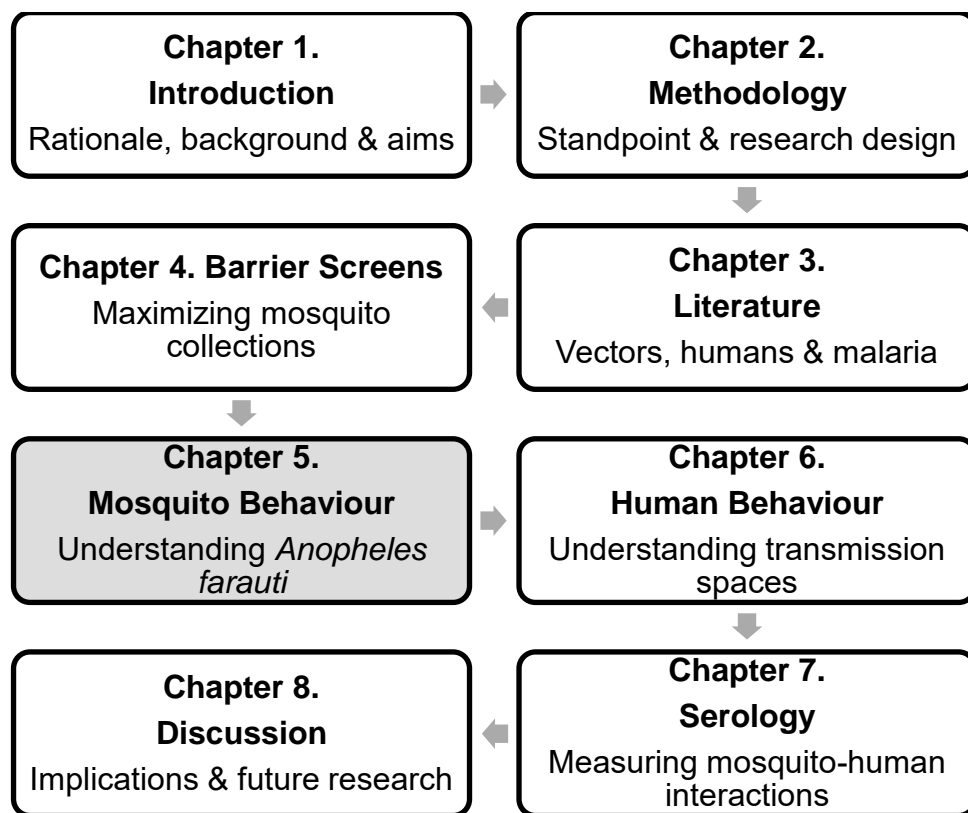 Chapter 1.
Introduction
Rationale, background & aims
Chapter 2.
Methodology
Standpoint & research design
Chapter 3.
Literature
Vectors, humans & malaria
Chapter 4. Barrier Screens
Maximizing mosquito
collections
Chapter 5.
Mosquito Behaviour
Understanding Anopheles
farauti
Chapter 6.
Human Behaviour
Understanding transmission
spaces
Chapter 7.
Serology
Measuring mosquito-human
interactions
Chapter 8.
Discussion
Implications & future research